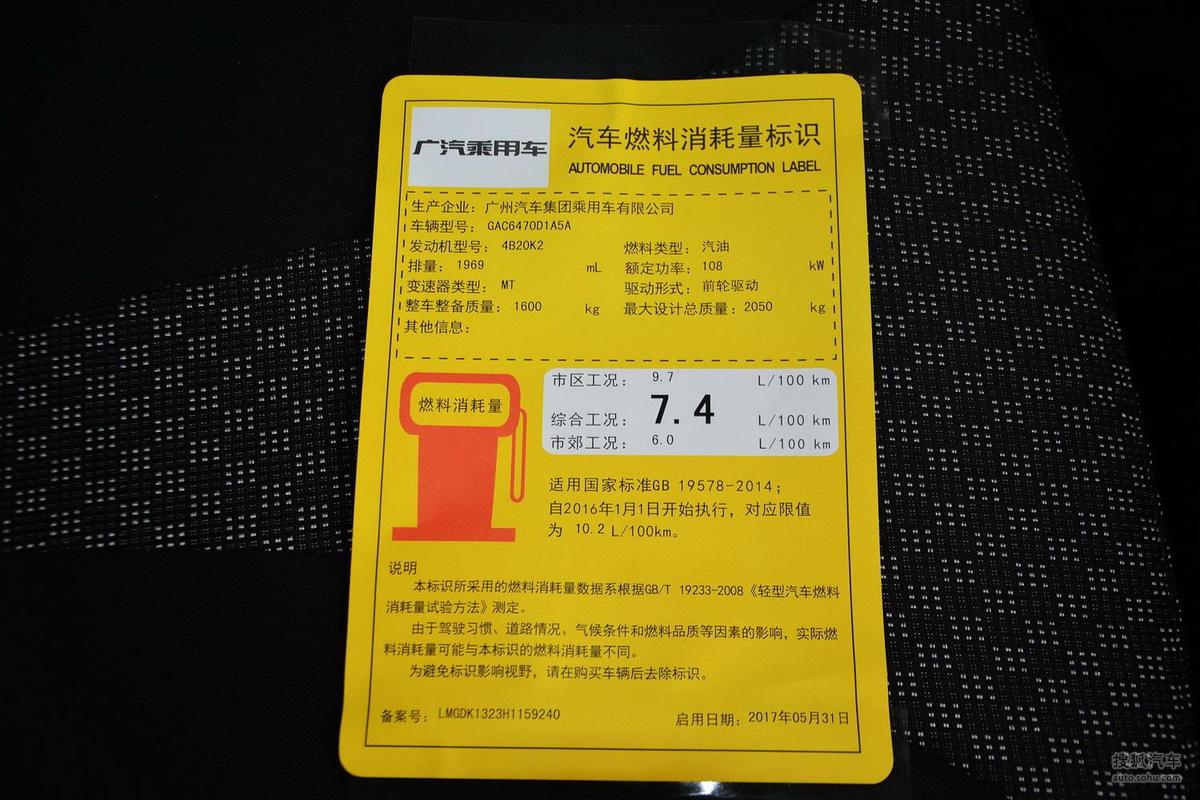 广汽乘用车
汽车燃料消耗量标识
AUTOMOBILE FUEL CONSUMPTION LABEL
生产企业：广州汽车集团乘用车有限公司
车辆型号：GAC6470D1A5A
发动机型号：4B20K2 燃料类型：汽油
排量：1969 mL 额定功率：108 kW
变速器类型：MT 驱动形式：前轮驱动
整车整备质量：1600 kg 最大设计总质量：2050 kg
其他信息：
燃料消耗量
市区工况：9.7 L/100 km
综合工况：7.4 L/100 km
市郊工况：6.0 L/100 km
适用国家标准GB 19578-2014；
自2016年1月1日开始执行，对应限值
为 10.2 L/100km。
说明
本标识所采用的燃料消耗量数据系根据GB/T 19233-2008《轻型汽车燃料
消耗量试验方法》测定。
由于驾驶习惯、道路情况、气候条件和燃料品质等因素的影响，实际燃
料消耗量可能与本标识的燃料消耗量不同。
为避免标识影响视野，请在购买车辆后去除标识。
备案号：LMGDK1323H1159240 启用日期：2017年05月31日
搜狐汽车
auto.sohu.com